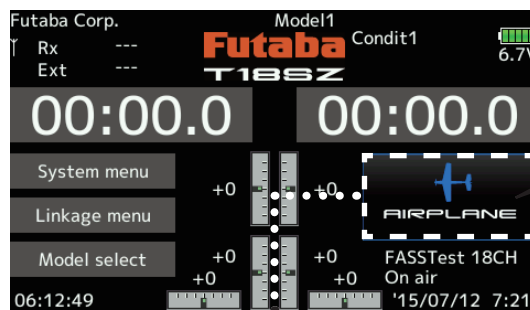 Futaba Corp.
Model1
Rx ---
Ext ---
Futaba
T18SZ
Condit1
6.7V
00:00.0
00:00.0
System menu
Linkage menu
Model select
+0
+0
AIRPLANE
+0
+0
+0
+0
FASSTest 18CH
On air
06:12:49
'15/07/12 7:21